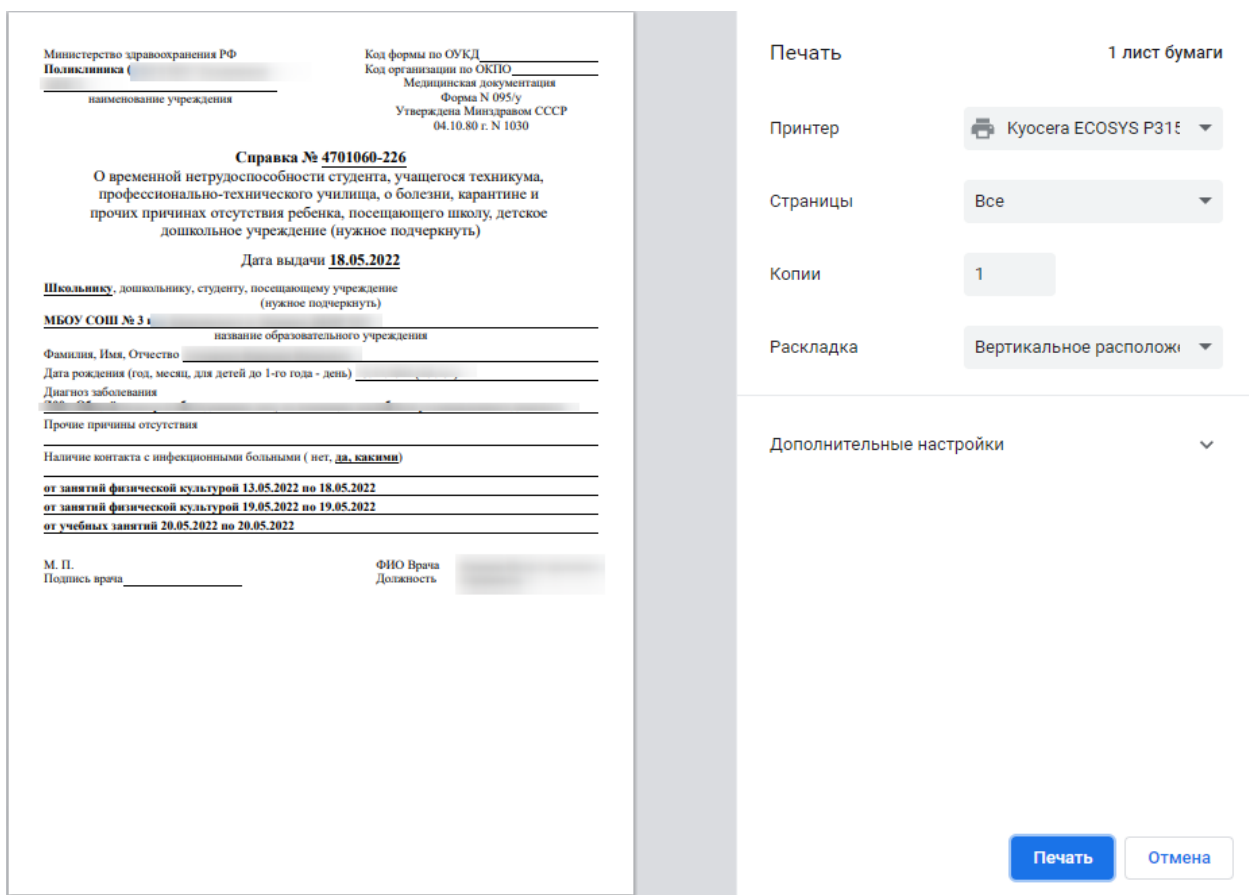 Министерство здравоохранения РФ
Поликлиника (
наименование учреждения
Код формы по ОУКД
Код организации по ОКПО
Медицинская документация
Форма N 095/у
Утверждена Минздравом СССР
04.10.80 г. N 1030
Справка № 4701060-226
О временной нетрудоспособности студента, учащегося техникума,
профессионально-технического училища, о болезни, карантине и
прочих причинах отсутствия ребенка, посещающего школу, детское
дошкольное учреждение (нужное подчеркнуть)
Дата выдачи 18.05.2022
Школьнику, дошкольнику, студенту, посещающему учреждение
(нужное подчеркнуть)
МБОУ СОШ № 3
название образовательного учреждения
Фамилия, Имя, Отчество
Дата рождения (год, месяц, для детей до 1-го года - день)
Диагноз заболевания
Прочие причины отсутствия
Наличие контакта с инфекционными больными ( нет, да, какими)
от занятий физической культурой 13.05.2022 по 18.05.2022
от занятий физической культурой 19.05.2022 по 19.05.2022
от учебных занятий 20.05.2022 по 20.05.2022
М. П.
Подпись врача
ФИО Врача
Должность
Печать
1 лист бумаги
Принтер
Kyocera ECOSYS P315
Страницы
Все
Копии
1
Раскладка
Вертикальное располож
Дополнительные настройки
Печать
Отмена